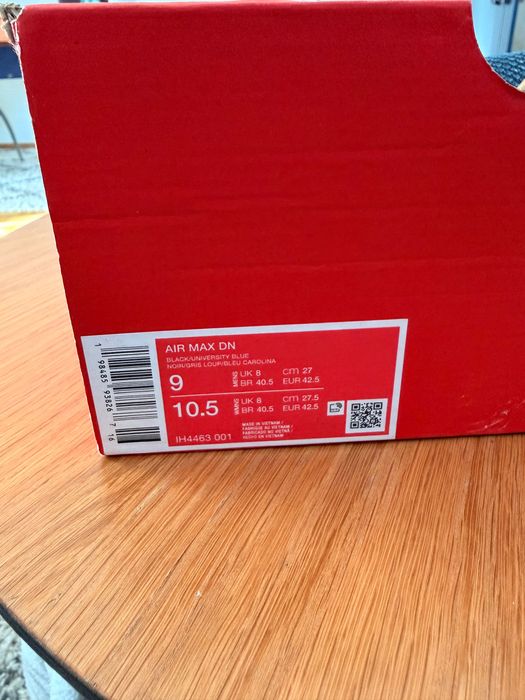 AIR MAX DN
BLACK/UNIVERSITY BLUE
NOIR/GRIS LOUP/BLEU CAROLINA
9 MENS UK 8 cm 27
BR 40.5 EUR 42.5
10.5 WMNS UK 8 cm 27.5
BR 40.5 EUR 42.5
IH4463 001
MADE IN VIETNAM /
FABRIQUE AU VIETNAM /
FABRICADO NO VIETNÃ /
FABRICADO EN VIETNAM
1 98485 93826 7 16